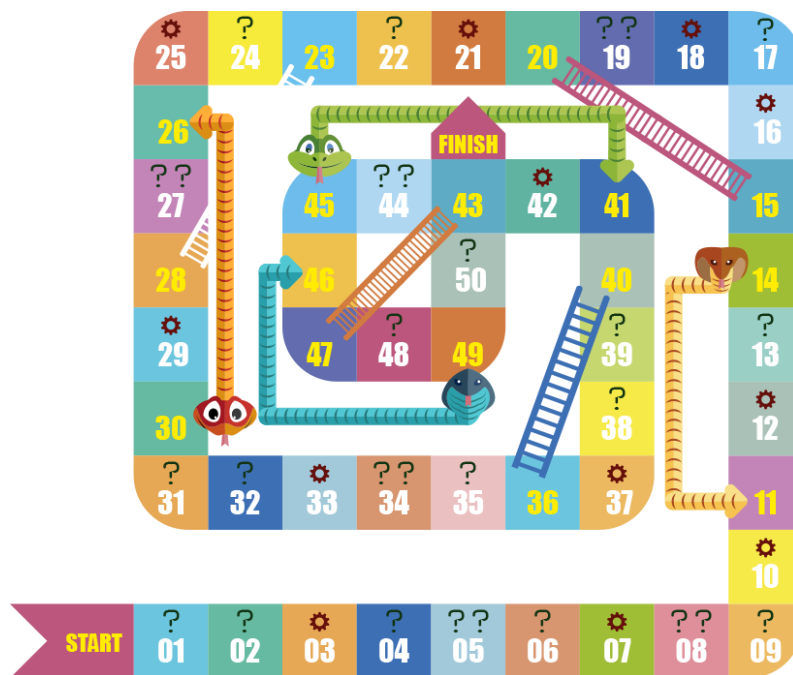 ? ? ? ? ?
25 24 23 22 21 20 19 18 17
26 16
FINISH
? ? ? ?
27 45 44 43 42 41 15
?
28 46 50 40 14
? ? ?
29 47 48 49 39 13
?
30 38 12
? ? ? ? ?
31 32 33 34 35 36 37 11
10
? ? ? ? ? ? ? ? ?
START 01 02 03 04 05 06 07 08 09